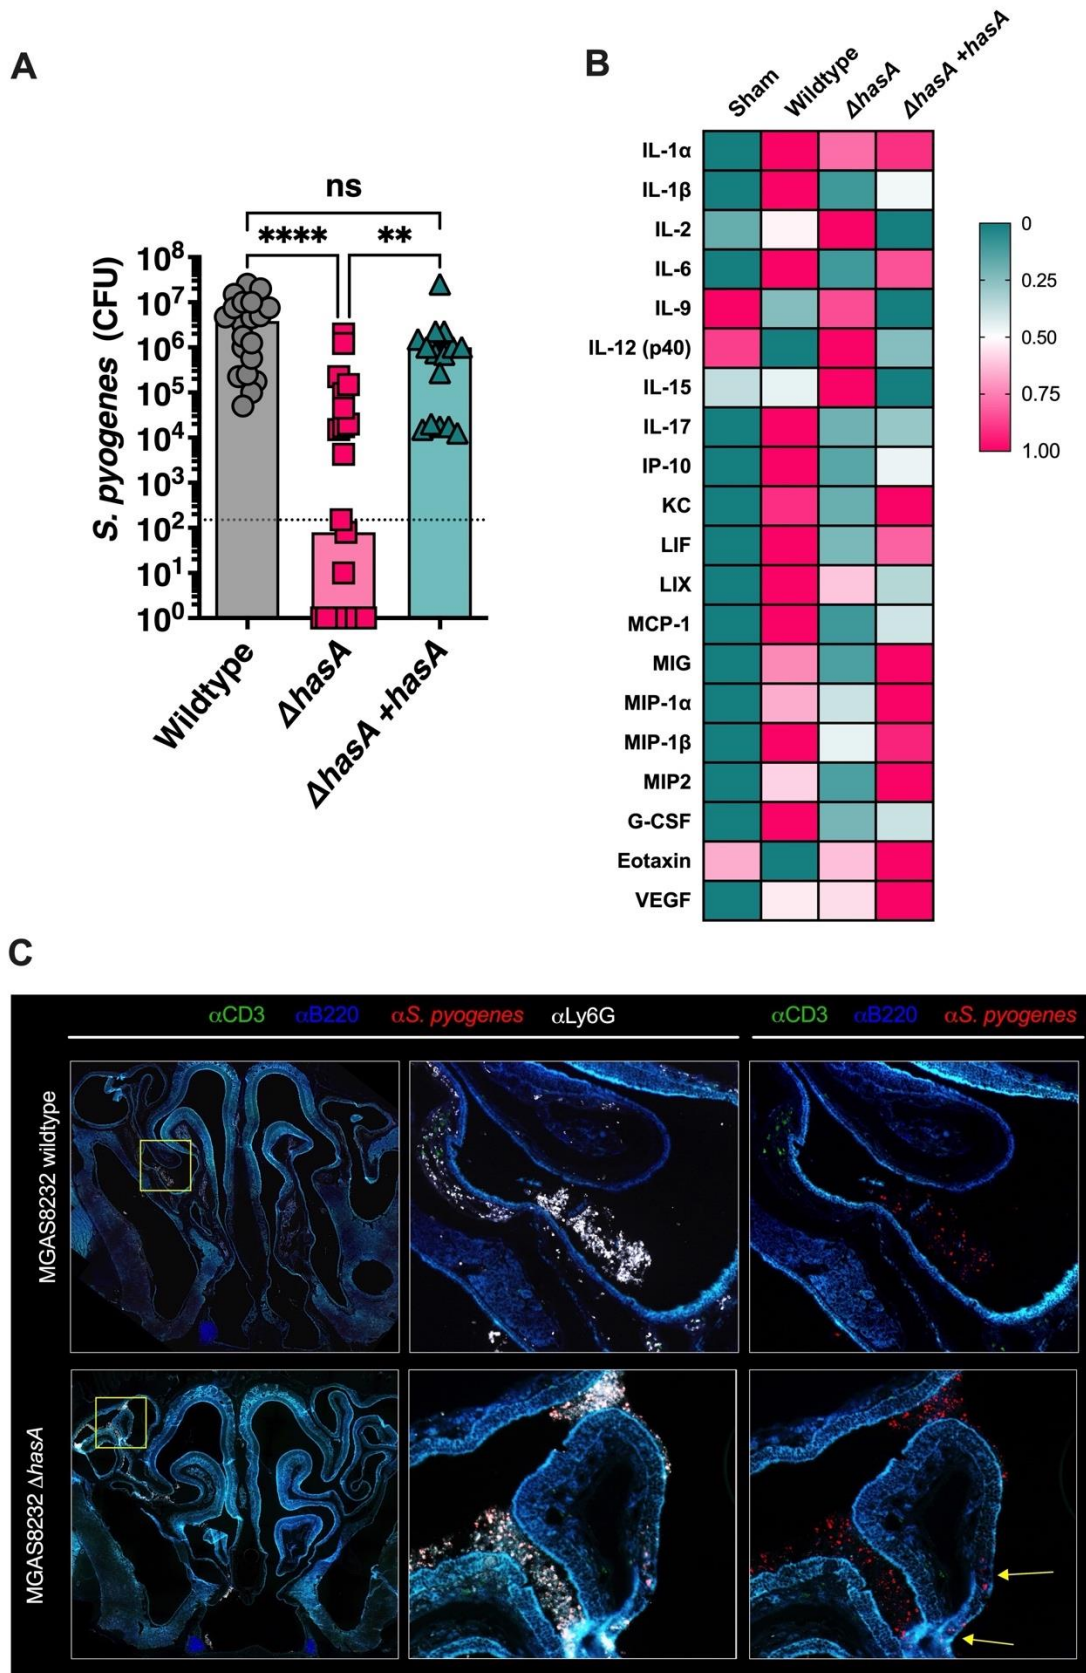 A
ns
****
**
S. pyogenes (CFU)
10⁸
10⁷
10⁶
10⁵
10⁴
10³
10²
10¹
10⁰
Wildtype
ΔhasA
ΔhasA +hasA
B
Sham
Wildtype
ΔhasA
ΔhasA +hasA
IL-1α
IL-1β
IL-2
IL-6
IL-9
IL-12 (p40)
IL-15
IL-17
IP-10
KC
LIF
LIX
MCP-1
MIG
MIP-1α
MIP-1β
MIP2
G-CSF
Eotaxin
VEGF
0
0.25
0.50
0.75
1.00
C
αCD3 αB220 αS. pyogenes αLy6G
αCD3 αB220 αS. pyogenes
MGAS8232 wildtype
MGAS8232 ΔhasA